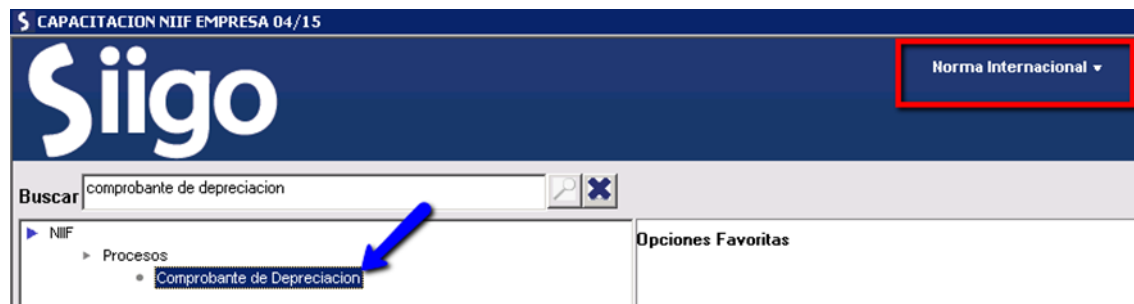 CAPACITACION NIIF EMPRESA 04/15
Siigo
Norma Internacional
Buscar comprobante de depreciacion
NIIF
Procesos
Comprobante de Depreciacion
Opciones Favoritas